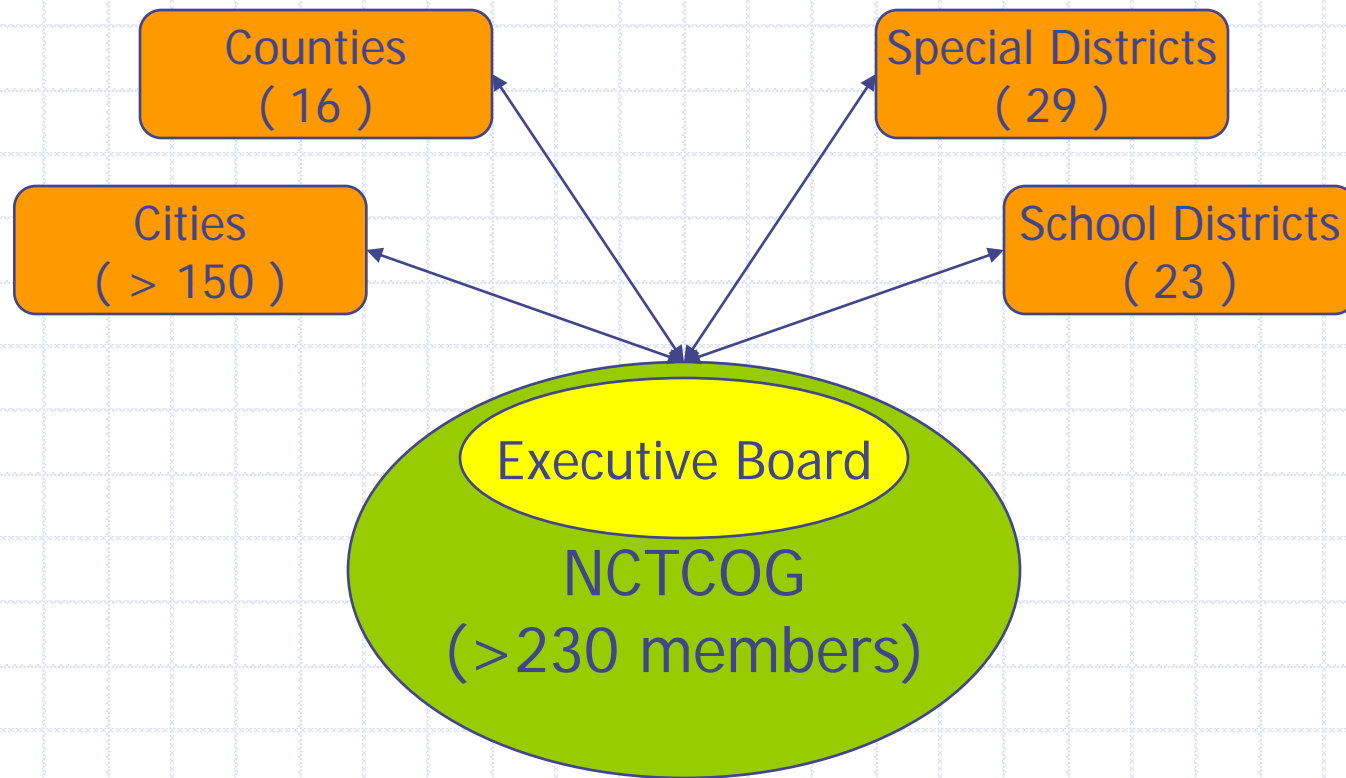 Counties
( 16 )
Special Districts
( 29 )
Cities
( > 150 )
School Districts
( 23 )
Executive Board
NCTCOG
(>230 members)